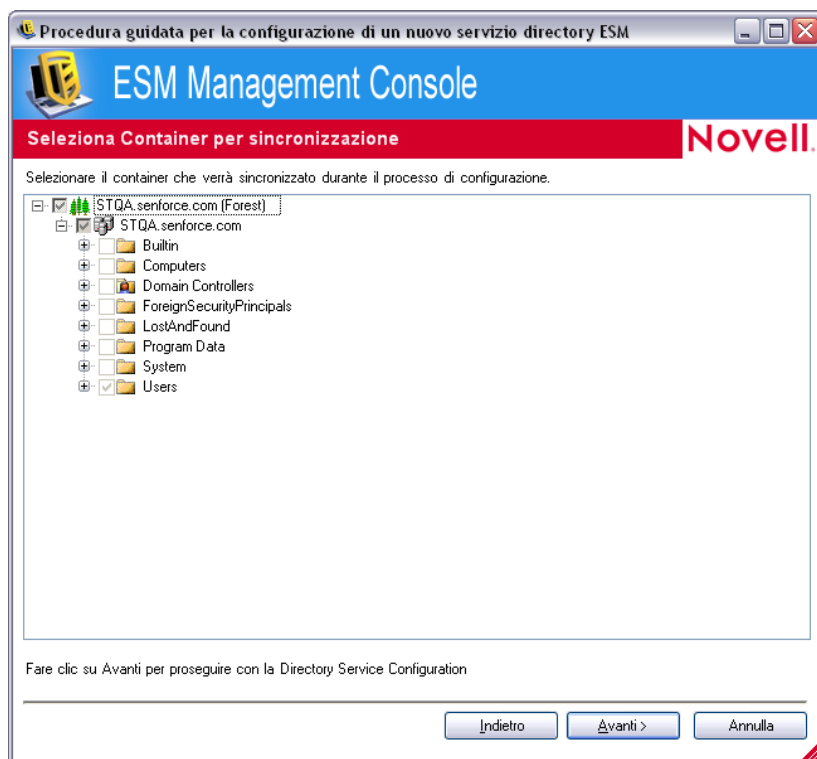 Procedura guidata per la configurazione di un nuovo servizio directory ESM
ESM Management Console
Seleziona Container per sincronizzazione
Novell.
Selezionare il container che verrà sincronizzato durante il processo di configurazione.
STQA.senforce.com (Forest)
STQA.senforce.com
Builtin
Computers
Domain Controllers
ForeignSecurityPrincipals
LostAndFound
Program Data
System
Users
Fare clic su Avanti per proseguire con la Directory Service Configuration
Indietro
Avanti >
Annulla